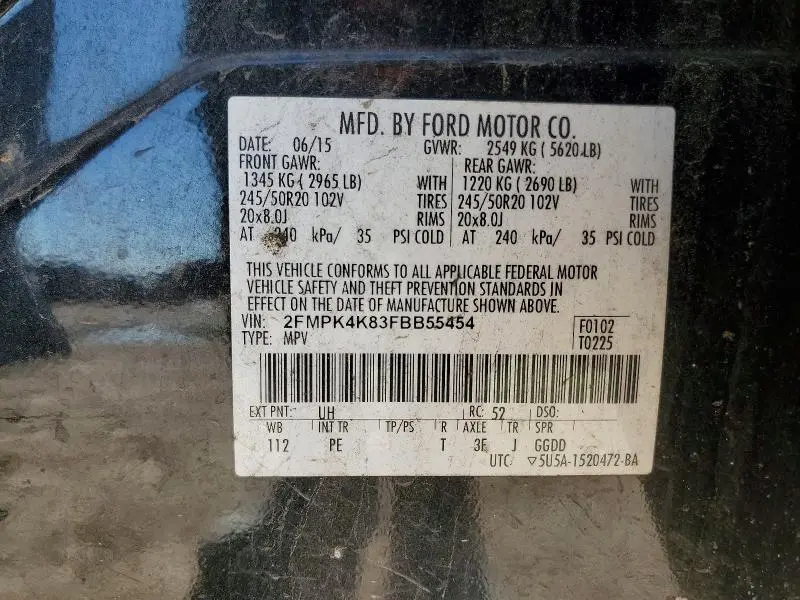 MFD. BY FORD MOTOR CO.
DATE: 06/15 GVWR: 2549 KG ( 5620 LB)
FRONT GAWR: REAR GAWR:
1345 KG ( 2965 LB) WITH 1220 KG ( 2690 LB) WITH
245/50R20 102V TIRES 245/50R20 102V TIRES
20x8.0J RIMS 20x8.0J RIMS
AT 240 kPa/ 35 PSI COLD AT 240 kPa/ 35 PSI COLD
THIS VEHICLE CONFORMS TO ALL APPLICABLE FEDERAL MOTOR
VEHICLE SAFETY AND THEFT PREVENTION STANDARDS IN
EFFECT ON THE DATE OF MANUFACTURE SHOWN ABOVE.
VIN: 2FMPK4K83FBB55454 F0102
TYPE: MPV T0225
EXT PNT: UH RC: 52 DSO:
WB INT TR TP/PS R AXLE TR SPR
112 PE T 3E J GGDD
UTC ▽5U5A-1520472-BA